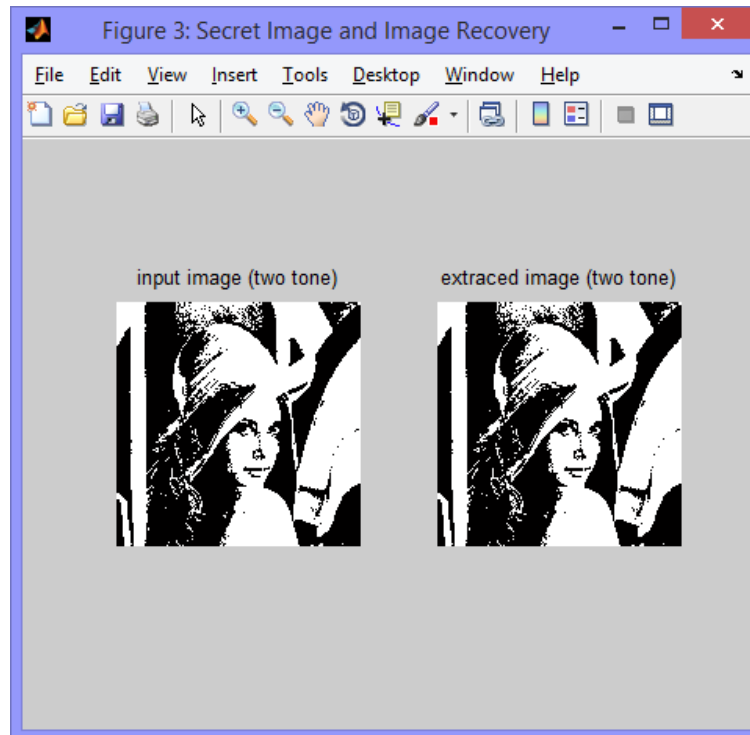 Figure 3: Secret Image and Image Recovery
File Edit View Insert Tools Desktop Window Help
input image (two tone) extraced image (two tone)